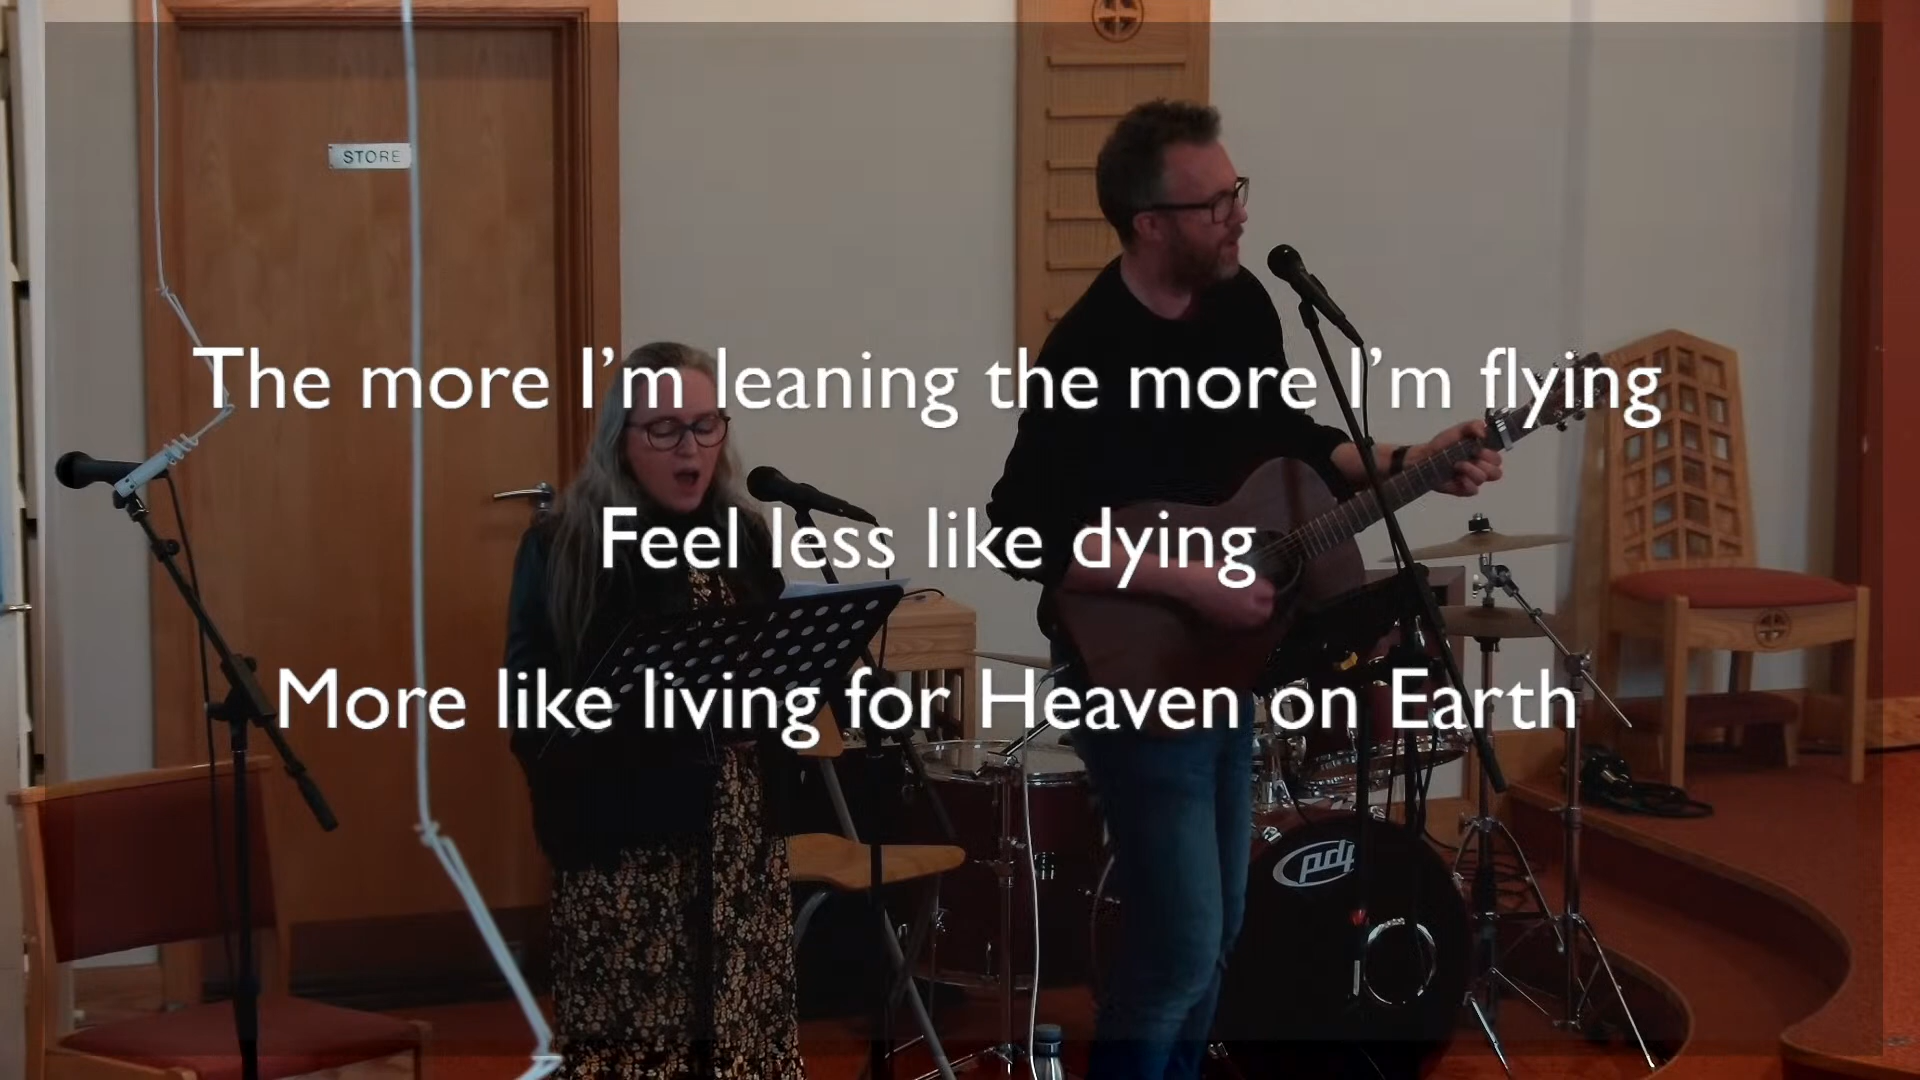 STORE
The more I’m leaning the more I’m flying
Feel less like dying
More like living for Heaven on Earth
pdp